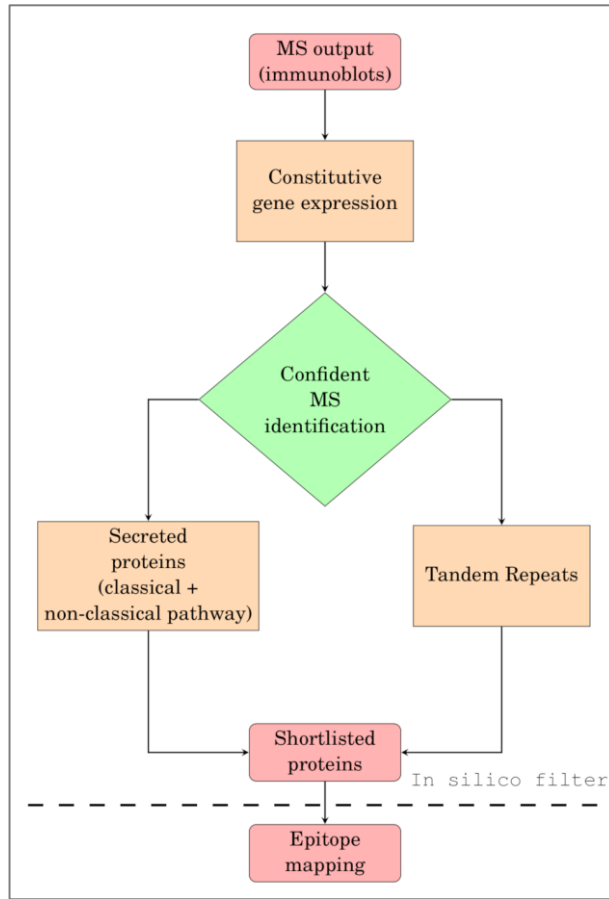 MS output
(immunoblots)
Constitutive
gene expression
Confident
MS
identification
Secreted
proteins
(classical +
non-classical pathway)
Tandem Repeats
Shortlisted
proteins
In silico filter
Epitope
mapping